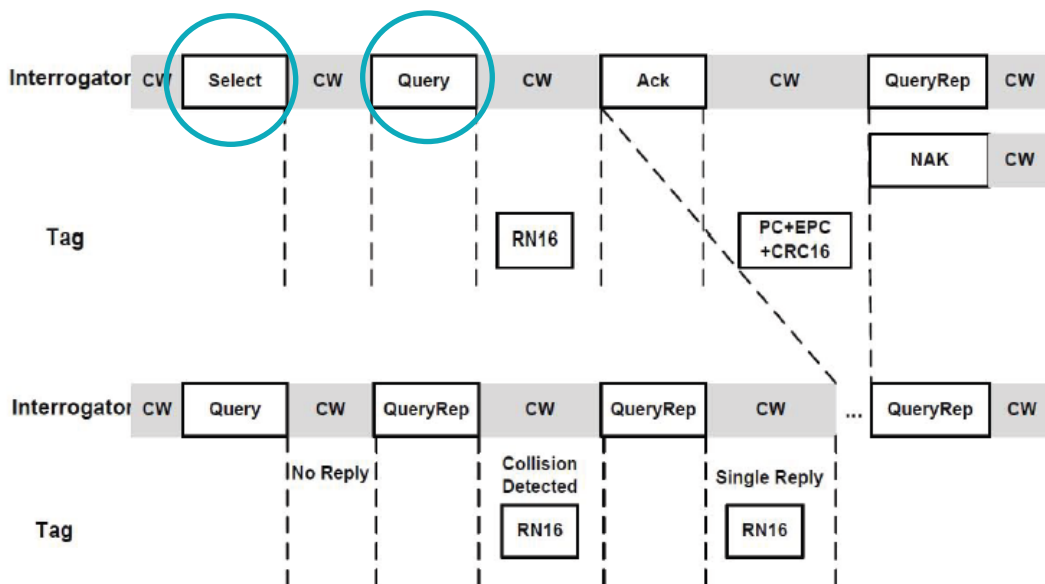 Interrogator CW Select CW Query CW Ack CW QueryRep CW
NAK CW
Tag RN16 PC+EPC
+CRC16
Interrogator CW Query CW QueryRep CW QueryRep CW ... QueryRep CW
No Reply Collision
Detected Single Reply
Tag RN16 RN16